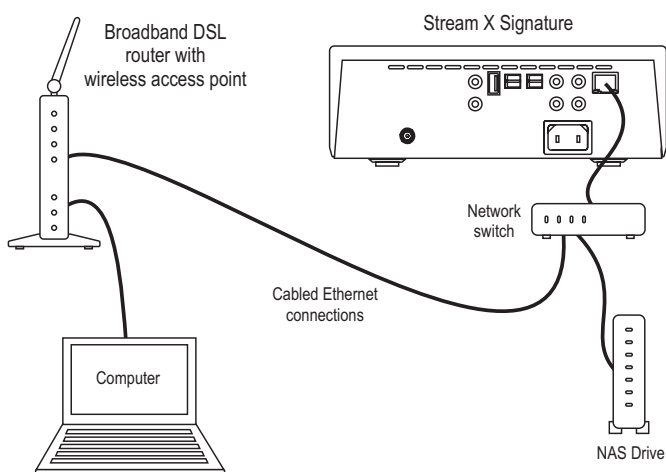 Broadband DSL
router with
wireless access point
Stream X Signature
Network
switch
Cabled Ethernet
connections
Computer
NAS Drive